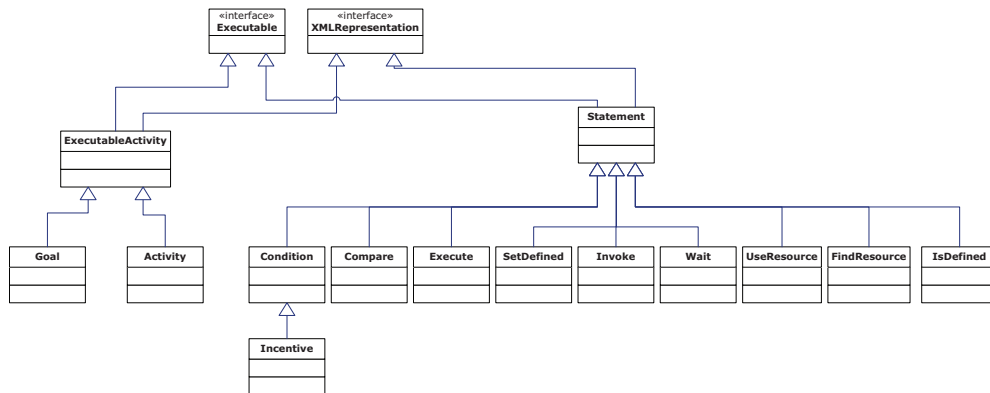 «interface»
Executable
«interface»
XMLRepresentation
ExecutableActivity
Statement
Goal
Activity
Condition
Compare
Execute
SetDefined
Invoke
Wait
UseResource
FindResource
IsDefined
Incentive